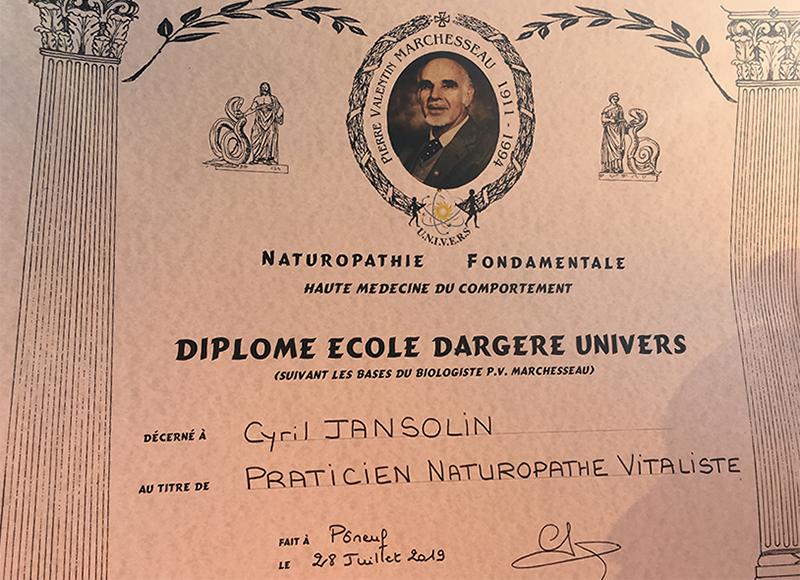 PIERRE VALENTIN MARCHESSEAU 1911 - 1994
U.N.I.V.E.R.S
NATUROPATHIE FONDAMENTALE
HAUTE MEDECINE DU COMPORTEMENT
DIPLOME ECOLE DARGERE UNIVERS
(SUIVANT LES BASES DU BIOLOGISTE P.V. MARCHESSEAU)
DÉCERNÉ À Cyril JANSOLIN
AU TITRE DE PRATICIEN NATUROPATHE VITALISTE
FAIT À
LE 28 Juillet 2019